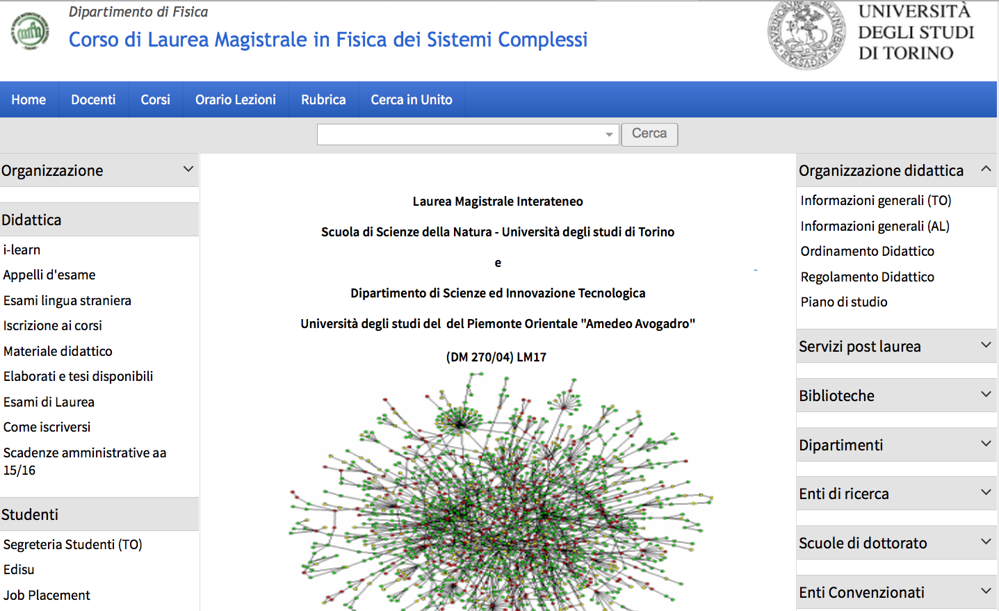 Dipartimento di Fisica
Corso di Laurea Magistrale in Fisica dei Sistemi Complessi
UNIVERSITÀ
DEGLI STUDI
DI TORINO
Home
Docenti
Corsi
Orario Lezioni
Rubrica
Cerca in Unito
Cerca
Organizzazione
Didattica
i-learn
Appelli d'esame
Esami lingua straniera
Iscrizione ai corsi
Materiale didattico
Elaborati e tesi disponibili
Esami di Laurea
Come iscriversi
Scadenze amministrative aa
15/16
Studenti
Segreteria Studenti (TO)
Edisu
Job Placement
Laurea Magistrale Interateneo
Scuola di Scienze della Natura - Università degli studi di Torino
e
Dipartimento di Scienze ed Innovazione Tecnologica
Università degli studi del  del Piemonte Orientale "Amedeo Avogadro"
(DM 270/04) LM17
Organizzazione didattica
Informazioni generali (TO)
Informazioni generali (AL)
Ordinamento Didattico
Regolamento Didattico
Piano di studio
Servizi post laurea
Biblioteche
Dipartimenti
Enti di ricerca
Scuole di dottorato
Enti Convenzionati